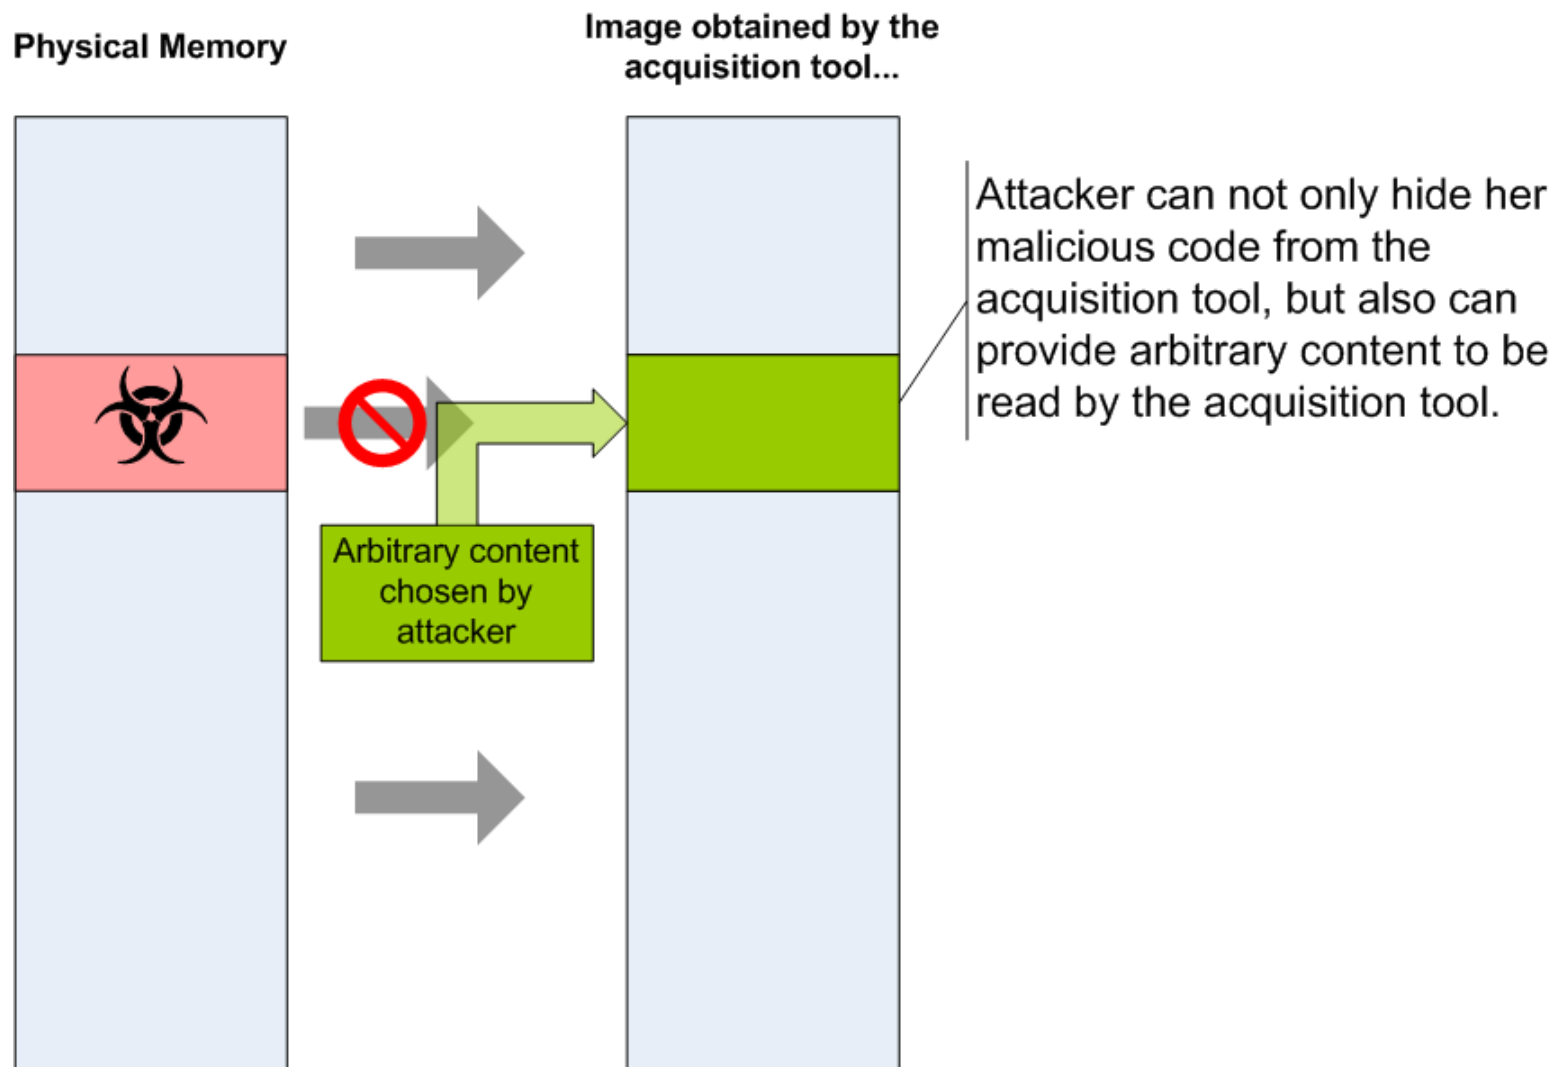 Physical Memory
Image obtained by the
acquisition tool...
Attacker can not only hide her
malicious code from the
acquisition tool, but also can
provide arbitrary content to be
read by the acquisition tool.
Arbitrary content
chosen by
attacker